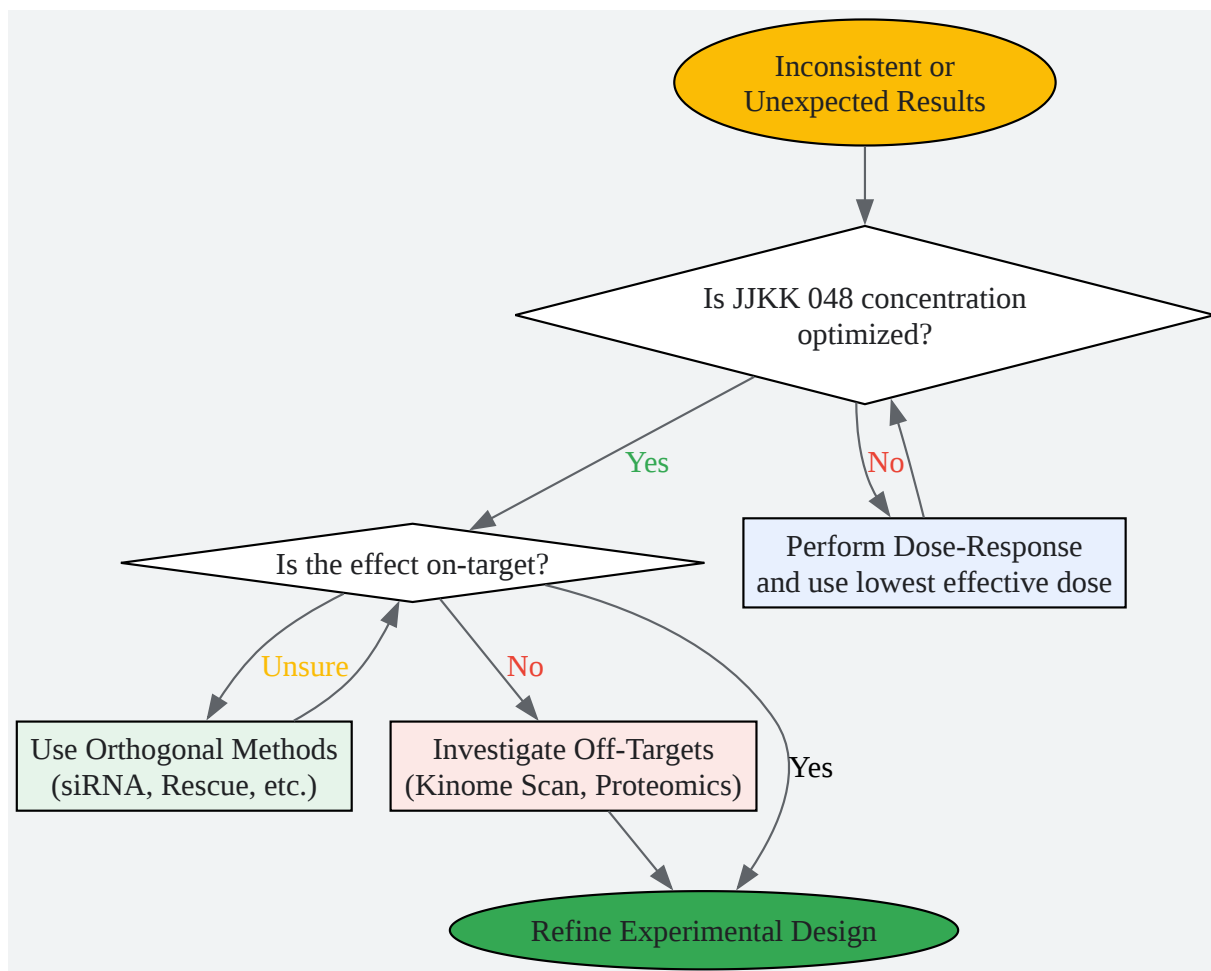 Inconsistent or
Unexpected Results
Is JJKK 048 concentration
optimized?
Yes
No
Perform Dose-Response
and use lowest effective dose
Is the effect on-target?
Unsure
No
Use Orthogonal Methods
(siRNA, Rescue, etc.)
Investigate Off-Targets
(Kinome Scan, Proteomics)
Yes
Refine Experimental Design